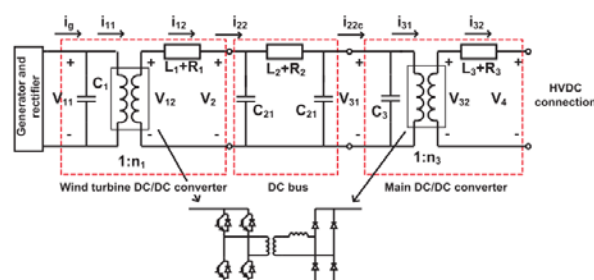 i_g i_11 i_12 i_22 i_22c i_31 i_32
Generator and rectifier
+ + + + + +
L_1+R_1 L_2+R_2 L_3+R_3
C_1
V_11 V_12 V_2 C_21 C_21 V_31 C_3 V_32 V_4
HVDC
connection
- - - - - -
1:n_1 1:n_3
Wind turbine DC/DC converter DC bus Main DC/DC converter